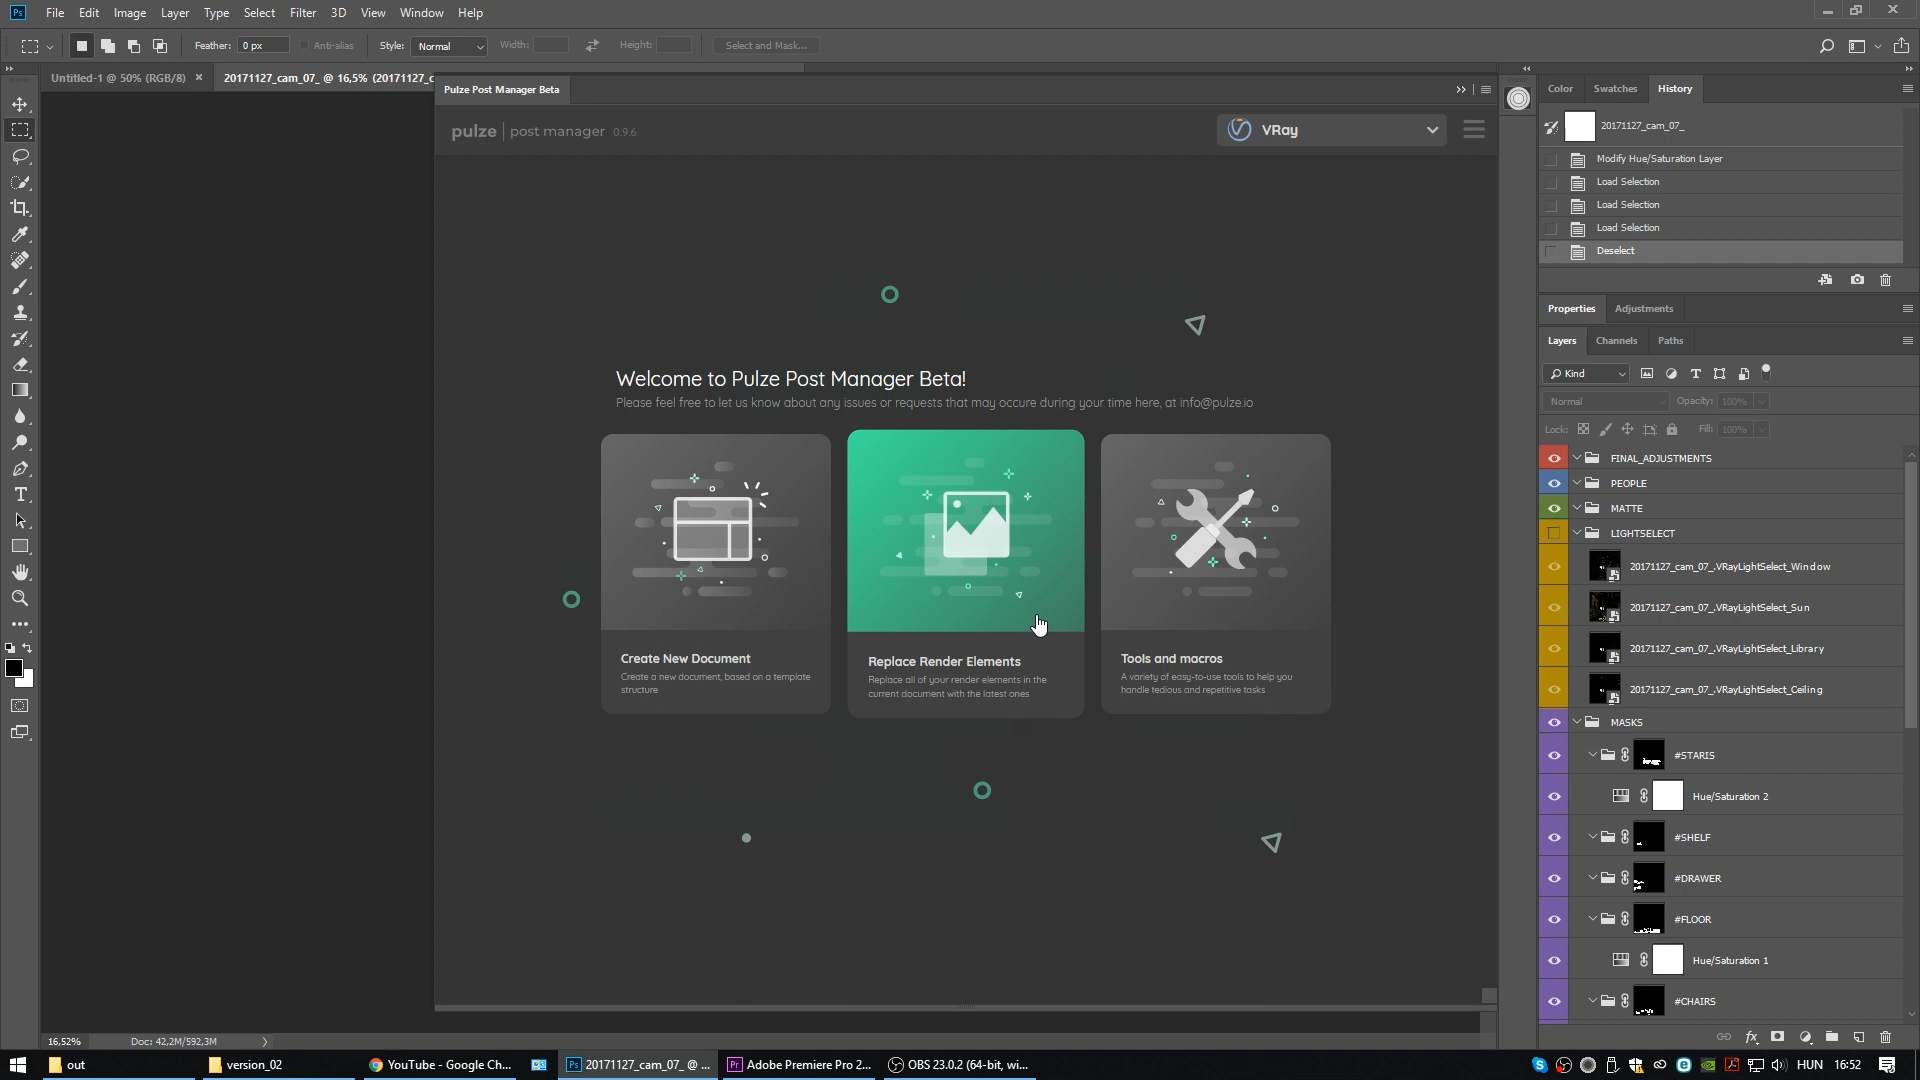 Ps File Edit Image Layer Type Select Filter 3D View Window Help
Feather: 0 px Anti-alias Style: Normal Width: Height: Select and Mask...
Untitled-1 @ 50% (RGB/8) × 20171127_cam_07_ @ 16,5% (20171127_c
Pulze Post Manager Beta
pulze | post manager 0.9.6
VRay
Welcome to Pulze Post Manager Beta!
Please feel free to let us know about any issues or requests that may occure during your time here, at info@pulze.io
Create New Document
Create a new document, based on a template
structure
Replace Render Elements
Replace all of your render elements in the
current document with the latest ones
Tools and macros
A variety of easy-to-use tools to help you
handle tedious and repetitive tasks
Color Swatches History
20171127_cam_07_
Modify Hue/Saturation Layer
Load Selection
Load Selection
Load Selection
Deselect
Properties Adjustments
Layers Channels Paths
Kind
Normal Opacity: 100%
Lock: Fill: 100%
FINAL_ADJUSTMENTS
PEOPLE
MATTE
LIGHTSELECT
20171127_cam_07_.VRayLightSelect_Window
20171127_cam_07_.VRayLightSelect_Sun
20171127_cam_07_.VRayLightSelect_Library
20171127_cam_07_.VRayLightSelect_Ceiling
MASKS
#STARIS
Hue/Saturation 2
#SHELF
#DRAWER
#FLOOR
Hue/Saturation 1
#CHAIRS
16,52% Doc: 42,2M/592,3M
out
version_02
YouTube - Google Ch...
Ps 20171127_cam_07_ @ ...
Pr Adobe Premiere Pro 2...
OBS 23.0.2 (64-bit, wi...
HUN 16:52